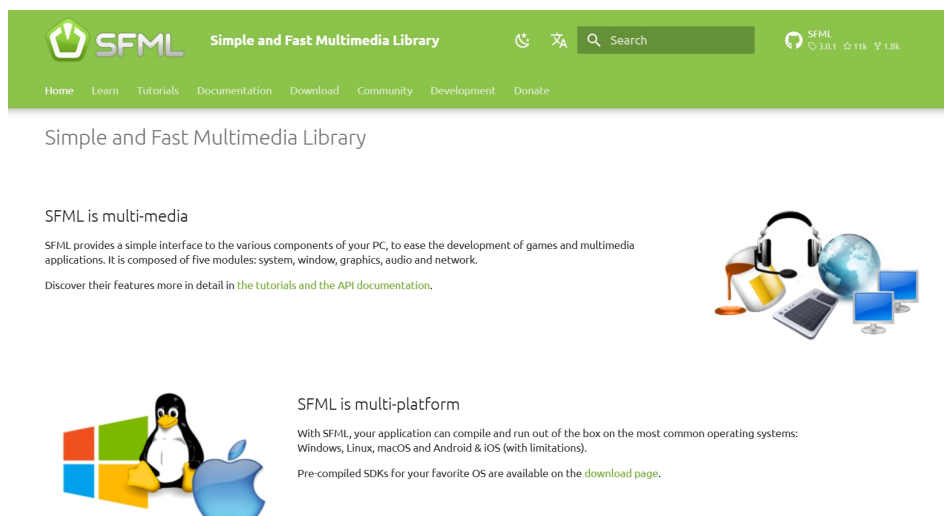 SFML
Simple and Fast Multimedia Library
Search
SFML
3.0.1 11k 1.8k
Home Learn Tutorials Documentation Download Community Development Donate
Simple and Fast Multimedia Library
SFML is multi-media
SFML provides a simple interface to the various components of your PC, to ease the development of games and multimedia
applications. It is composed of five modules: system, window, graphics, audio and network.
Discover their features more in detail in the tutorials and the API documentation.
SFML is multi-platform
With SFML, your application can compile and run out of the box on the most common operating systems:
Windows, Linux, macOS and Android & iOS (with limitations).
Pre-compiled SDKs for your favorite OS are available on the download page.